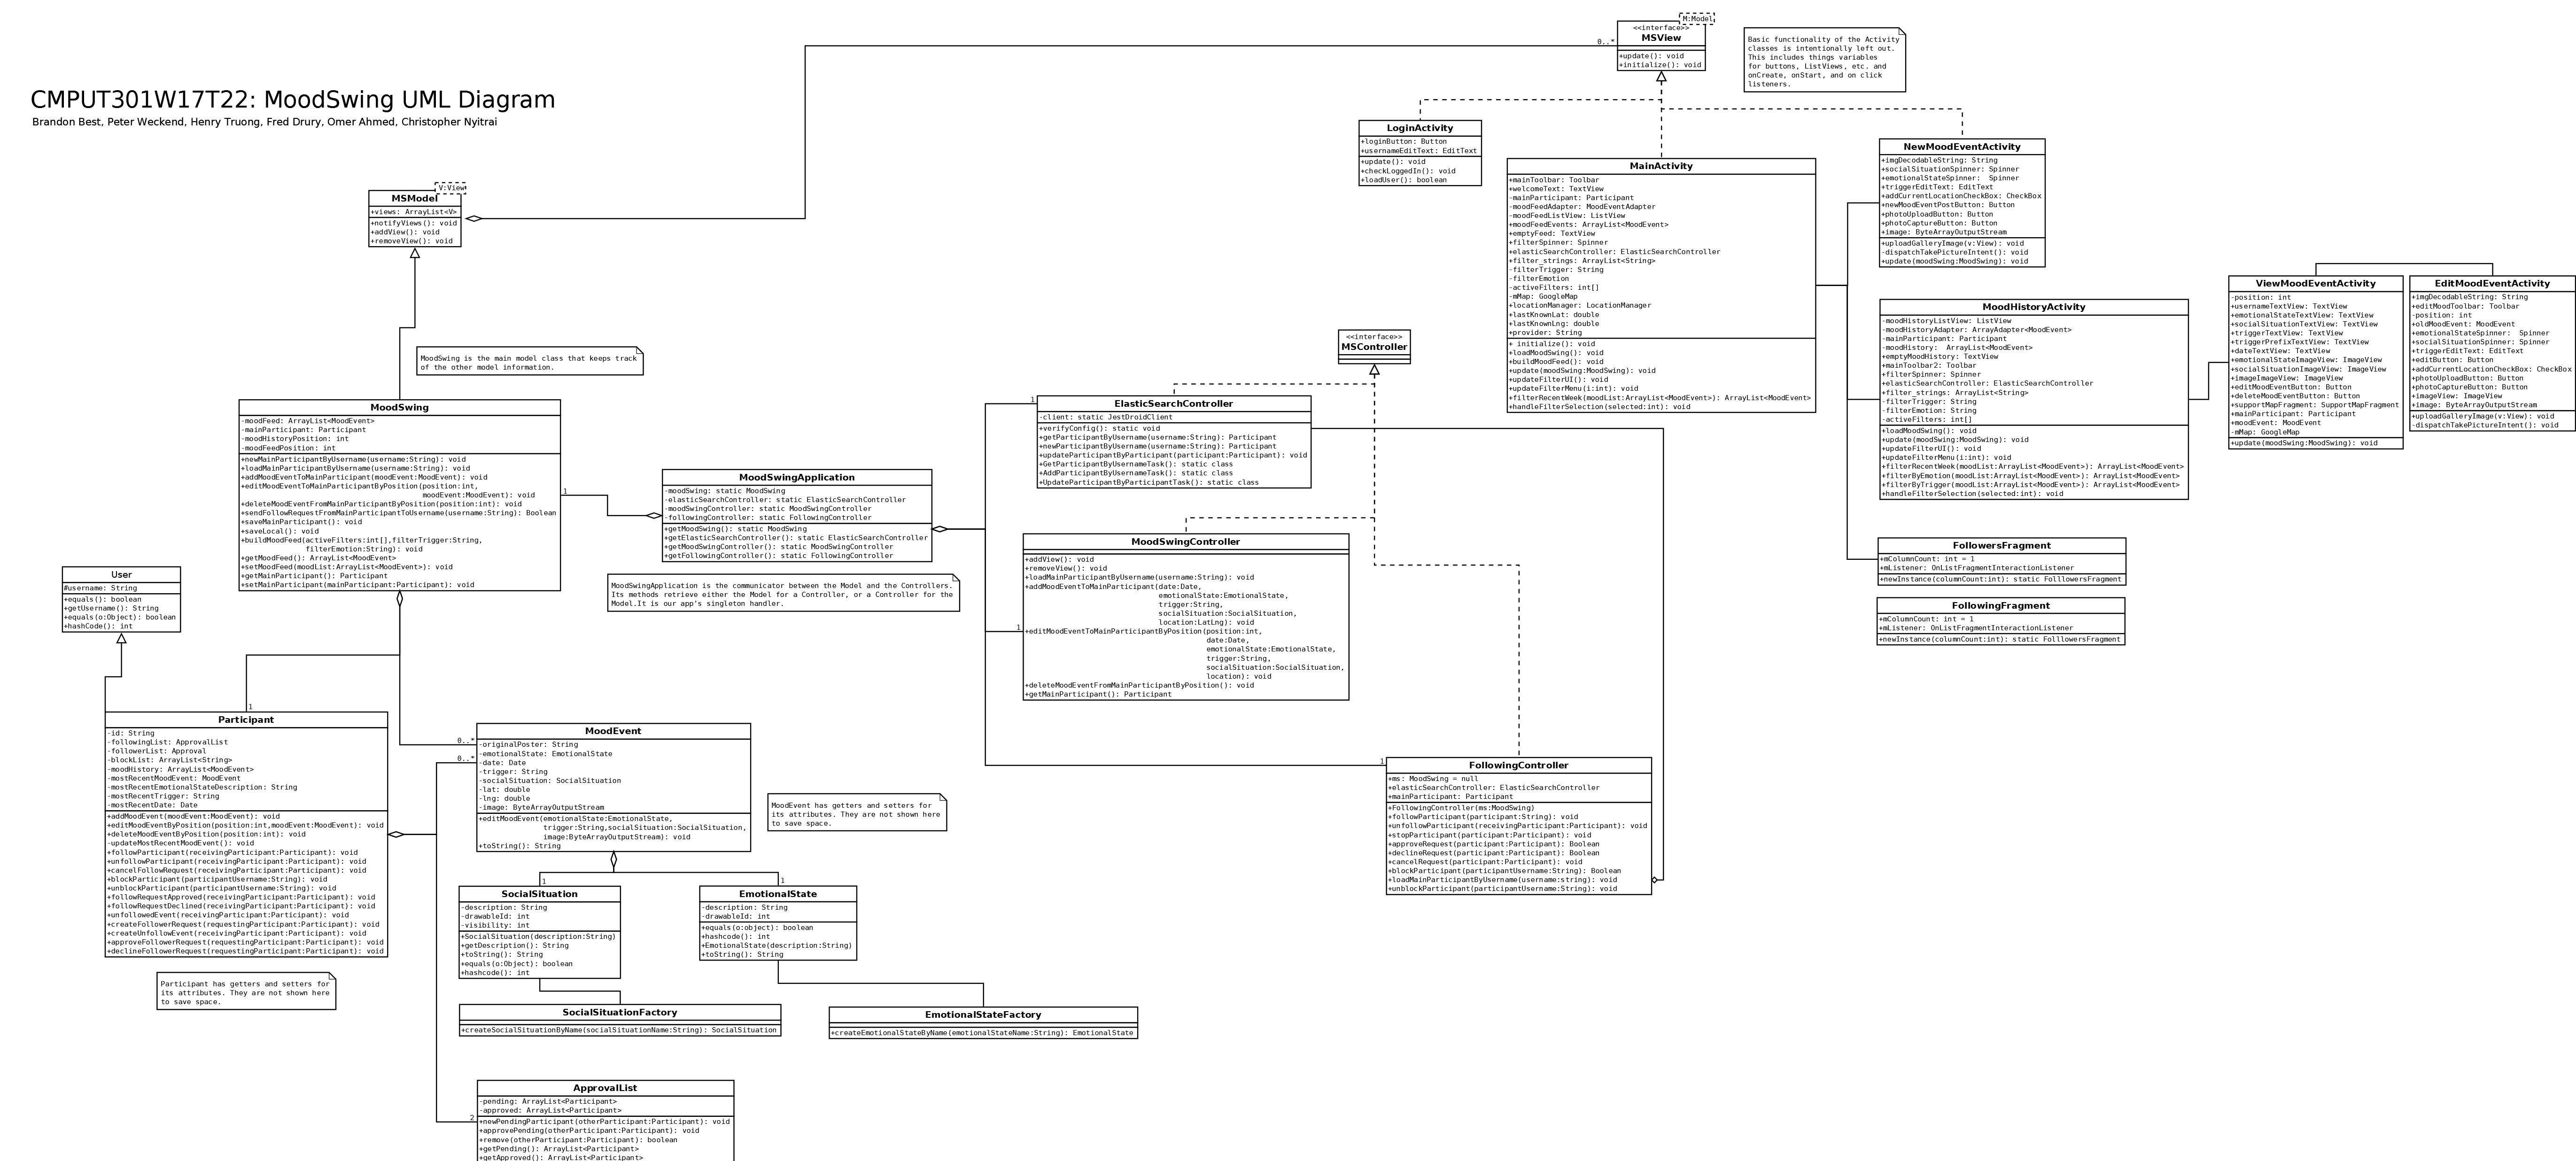 CMPUT301W17T22: MoodSwing UML Diagram
Brandon Best, Peter Weckend, Henry Truong, Fred Drury, Omer Ahmed, Christopher Nyitrai
M:Model
<<interface>>
MSView
+update(): void
+initialize(): void
0..*
Basic functionality of the Activity
classes is intentionally left out.
This includes things variables
for buttons, ListViews, etc. and
onCreate, onStart, and on click
listeners.
LoginActivity
+loginButton: Button
+usernameEditText: EditText
+update(): void
+checkLoggedIn(): void
+loadUser(): boolean
MainActivity
+mainToolbar: Toolbar
+welcomeText: TextView
-mainParticipant: Participant
-moodFeedAdapter: MoodEventAdapter
-moodFeedListView: ListView
+moodFeedEvents: ArrayList<MoodEvent>
+emptyFeed: TextView
+filterSpinner: Spinner
+elasticSearchController: ElasticSearchController
+filter_strings: ArrayList<String>
-filterTrigger: String
-filterEmotion
-activeFilters: int[]
-mMap: GoogleMap
+locationManager: LocationManager
+lastKnownLat: double
+lastKnownLng: double
+provider: String
+ initialize(): void
+loadMoodSwing(): void
+buildMoodFeed(): void
+update(moodSwing:MoodSwing): void
+updateFilterUI(): void
+updateFilterMenu(i:int): void
+filterRecentWeek(moodList:ArrayList<MoodEvent>): ArrayList<MoodEvent>
+handleFilterSelection(selected:int): void
NewMoodEventActivity
+imgDecodableString: String
+socialSituationSpinner: Spinner
+emotionalStateSpinner:  Spinner
+triggerEditText: EditText
+addCurrentLocationCheckBox: CheckBox
+newMoodEventPostButton: Button
+photoUploadButton: Button
+photoCaptureButton: Button
+image: ByteArrayOutputStream
+uploadGalleryImage(v:View): void
-dispatchTakePictureIntent(): void
+update(moodSwing:MoodSwing): void
MoodHistoryActivity
-moodHistoryListView: ListView
-moodHistoryAdapter: ArrayAdapter<MoodEvent>
-mainParticipant: Participant
-moodHistory:  ArrayList<MoodEvent>
+emptyMoodHistory: TextView
+mainToolbar2: Toolbar
+filterSpinner: Spinner
+elasticSearchController: ElasticSearchController
+filter_strings: ArrayList<String>
-filterTrigger: String
-filterEmotion: String
-activeFilters: int[]
+loadMoodSwing(): void
+update(moodSwing:MoodSwing): void
+updateFilterUI(): void
+updateFilterMenu(i:int): void
+filterRecentWeek(moodList:ArrayList<MoodEvent>): ArrayList<MoodEvent>
+filterByEmotion(moodList:ArrayList<MoodEvent>): ArrayList<MoodEvent>
+filterByTrigger(moodList:ArrayList<MoodEvent>): ArrayList<MoodEvent>
+handleFilterSelection(selected:int): void
ViewMoodEventActivity
-position: int
+usernameTextView: TextView
+emotionalStateTextView: TextView
+socialSituationTextView: TextView
+triggerTextView: TextView
+triggerPrefixTextView: TextView
+dateTextView: TextView
+emotionalStateImageView: ImageView
+socialSituationImageView: ImageView
+imageImageView: ImageView
+editMoodEventButton: Button
+deleteMoodEventButton: Button
+supportMapFragment: SupportMapFragment
+mainParticipant: Participant
+moodEvent: MoodEvent
-mMap: GoogleMap
+update(moodSwing:MoodSwing): void
EditMoodEventActivity
+imgDecodableString: String
+editMoodToolbar: Toolbar
-position: int
+oldMoodEvent: MoodEvent
+emotionalStateSpinner:  Spinner
+socialSituationSpinner: Spinner
+triggerEditText: EditText
+editButton: Button
+addCurrentLocationCheckBox: CheckBox
+photoUploadButton: Button
+photoCaptureButton: Button
+imageView: ImageView
+image: ByteArrayOutputStream
+uploadGalleryImage(v:View): void
-dispatchTakePictureIntent(): void
FollowersFragment
+mColumnCount: int = 1
+mListener: OnListFragmentInteractionListener
+newInstance(columnCount:int): static FolllowersFragment
FollowingFragment
+mColumnCount: int = 1
+mListener: OnListFragmentInteractionListener
+newInstance(columnCount:int): static FolllowersFragment
V:View
MSModel
+views: ArrayList<V>
+notifyViews(): void
+addView(): void
+removeView(): void
MoodSwing is the main model class that keeps track
of the other model information.
MoodSwing
-moodFeed: ArrayList<MoodEvent>
-mainParticipant: Participant
-moodHistoryPosition: int
-moodFeedPosition: int
+newMainParticipantByUsername(username:String): void
+loadMainParticipantByUsername(username:String): void
+addMoodEventToMainParticipant(moodEvent:MoodEvent): void
+editMoodEventToMainParticipantByPosition(position:int,
moodEvent:MoodEvent): void
+deleteMoodEventFromMainParticipantByPosition(position:int): void
+sendFollowRequestFromMainParticipantToUsername(username:String): Boolean
+saveMainParticipant(): void
+saveLocal(): void
+buildMoodFeed(activeFilters:int[],filterTrigger:String,
filterEmotion:String): void
+getMoodFeed(): ArrayList<MoodEvent>
+setMoodFeed(moodList:ArrayList<MoodEvent>): void
+getMainParticipant(): Participant
+setMainParticipant(mainParticipant:Participant): void
1
MoodSwingApplication
-moodSwing: static MoodSwing
-elasticSearchController: static ElasticSearchController
-moodSwingController: static MoodSwingController
-followingController: static FollowingController
+getMoodSwing(): static MoodSwing
+getElasticSearchController(): static ElasticSearchController
+getMoodSwingController(): static MoodSwingController
+getFollowingController(): static FollowingController
MoodSwingApplication is the communicator between the Model and the Controllers.
Its methods retrieve either the Model for a Controller, or a Controller for the
Model.It is our app's singleton handler.
<<interface>>
MSController
1
ElasticSearchController
-client: static JestDroidClient
+verifyConfig(): static void
+getParticipantByUsername(username:String): Participant
+newParticipantByUsername(username:String): Participant
+updateParticipantByParticipant(participant:Participant): void
+GetParticipantByUsernameTask(): static class
+AddParticipantByUsernameTask(): static class
+UpdateParticipantByParticipantTask(): static class
1
MoodSwingController
+addView(): void
+removeView(): void
+loadMainParticipantByUsername(username:String): void
+addMoodEventToMainParticipant(date:Date,
emotionalState:EmotionalState,
trigger:String,
socialSituation:SocialSituation,
location:LatLng): void
+editMoodEventToMainParticipantByPosition(position:int,
date:Date,
emotionalState:EmotionalState,
trigger:String,
socialSituation:SocialSituation,
location): void
+deleteMoodEventFromMainParticipantByPosition(): void
+getMainParticipant(): Participant
1
FollowingController
+ms: MoodSwing = null
+elasticSearchController: ElasticSearchController
+mainParticipant: Participant
+FollowingController(ms:MoodSwing)
+followParticipant(participant:String): void
+unfollowParticipant(receivingParticipant:Participant): void
+stopParticipant(participant:Participant): void
+approveRequest(participant:Participant): Boolean
+declineRequest(participant:Participant): Boolean
+cancelRequest(participant:Participant): void
+blockParticipant(participantUsername:String): Boolean
+loadMainParticipantByUsername(username:string): void
+unblockParticipant(participantUsername:String): void
User
#username: String
+equals(): boolean
+getUsername(): String
+equals(o:Object): boolean
+hashCode(): int
1
Participant
-id: String
-followingList: ApprovalList
-followerList: Approval
-blockList: ArrayList<String>
-moodHistory: ArrayList<MoodEvent>
-mostRecentMoodEvent: MoodEvent
-mostRecentEmotionalStateDescription: String
-mostRecentTrigger: String
-mostRecentDate: Date
+addMoodEvent(moodEvent:MoodEvent): void
+editMoodEventByPosition(position:int,moodEvent:MoodEvent): void
+deleteMoodEventByPosition(position:int): void
-updateMostRecentMoodEvent(): void
+followParticipant(receivingParticipant:Participant): void
+unfollowParticipant(receivingParticipant:Participant): void
+cancelFollowRequest(receivingParticipant:Participant): void
+blockParticipant(participantUsername:String): void
+unblockParticipant(participantUsername:String): void
+followRequestApproved(receivingParticipant:Participant): void
+followRequestDeclined(receivingParticipant:Participant): void
+unfollowedEvent(receivingParticipant:Participant): void
+createFollowerRequest(requestingParticipant:Participant): void
+createUnfollowEvent(receivingParticipant:Participant): void
+approveFollowerRequest(requestingParticipant:Participant): void
+declineFollowerRequest(requestingParticipant:Participant): void
Participant has getters and setters for
its attributes. They are not shown here
to save space.
0..*
0..*
MoodEvent
-originalPoster: String
-emotionalState: EmotionalState
-date: Date
-trigger: String
-socialSituation: SocialSituation
-lat: double
-lng: double
-image: ByteArrayOutputStream
+editMoodEvent(emotionalState:EmotionalState,
trigger:String,socialSituation:SocialSituation,
image:ByteArrayOutputStream): void
+toString(): String
MoodEvent has getters and setters for
its attributes. They are not shown here
to save space.
1
SocialSituation
-description: String
-drawableId: int
-visibility: int
+SocialSituation(description:String)
+getDescription(): String
+toString(): String
+equals(o:Object): boolean
+hashcode(): int
1
EmotionalState
-description: String
-drawableId: int
+equals(o:object): boolean
+hashcode(): int
+EmotionalState(description:String)
+toString(): String
SocialSituationFactory
+createSocialSituationByName(socialSituationName:String): SocialSituation
EmotionalStateFactory
+createEmotionalStateByName(emotionalStateName:String): EmotionalState
2
ApprovalList
-pending: ArrayList<Participant>
-approved: ArrayList<Participant>
+newPendingParticipant(otherParticipant:Participant): void
+approvePending(otherParticipant:Participant): void
+remove(otherParticipant:Participant): boolean
+getPending(): ArrayList<Participant>
+getApproved(): ArrayList<Participant>